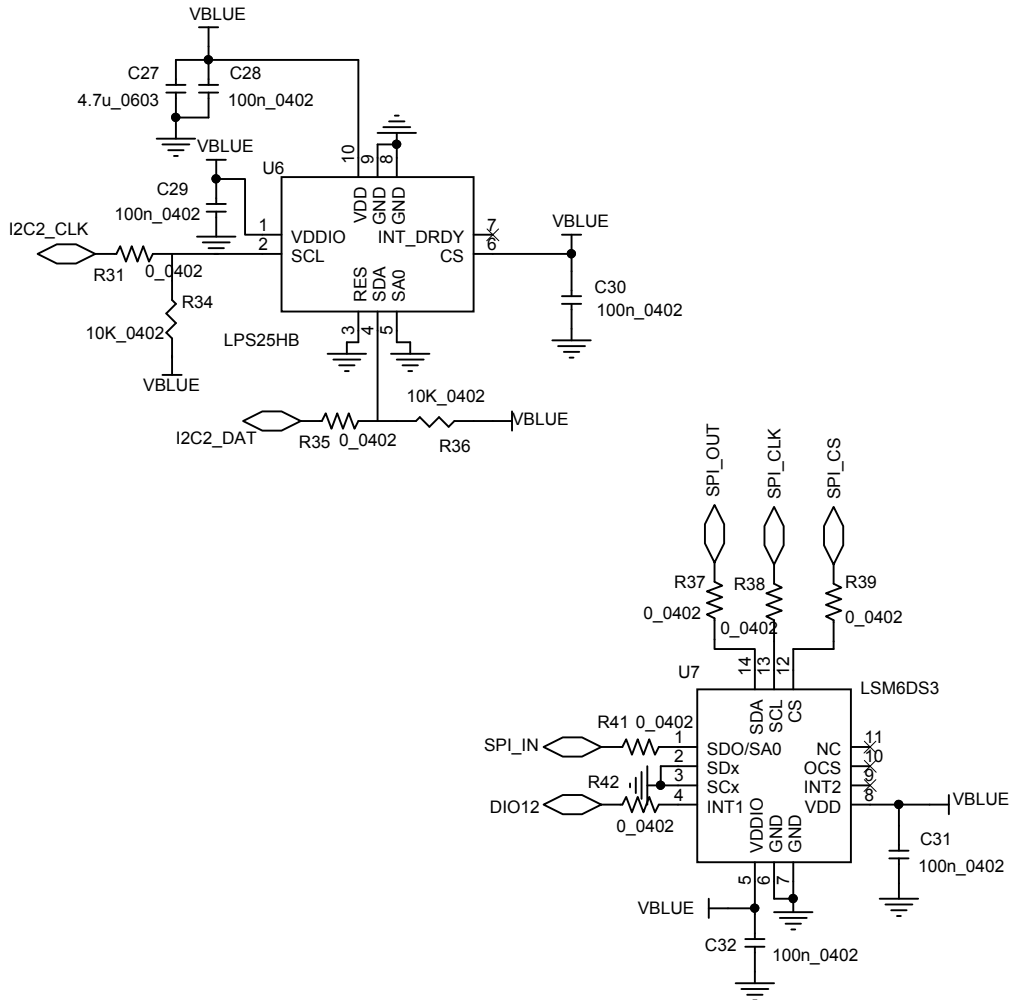 VBLUE
C27
4.7u_0603
C28
100n_0402
VBLUE
C29
100n_0402
U6
10
9
8
VDD
GND
GND
1
VDDIO
2
SCL
INT_DRDY
7
CS
6
RES
SDA
SA0
3
4
5
LPS25HB
I2C2_CLK
R31
0_0402
R34
10K_0402
VBLUE
VBLUE
C30
100n_0402
I2C2_DAT
R35
0_0402
10K_0402
R36
VBLUE
SPI_OUT
SPI_CLK
SPI_CS
R37
0_0402
R38
0_0402
R39
0_0402
U7
14
13
12
LSM6DS3
SDA
SCL
CS
SPI_IN
R41 0_0402
1
SDO/SA0
2
SDx
3
SCx
4
INT1
R42
DIO12
0_0402
NC
11
OCS
10
INT2
9
VDD
8
VBLUE
C31
100n_0402
VDDIO
GND
GND
5
6
7
VBLUE
C32
100n_0402